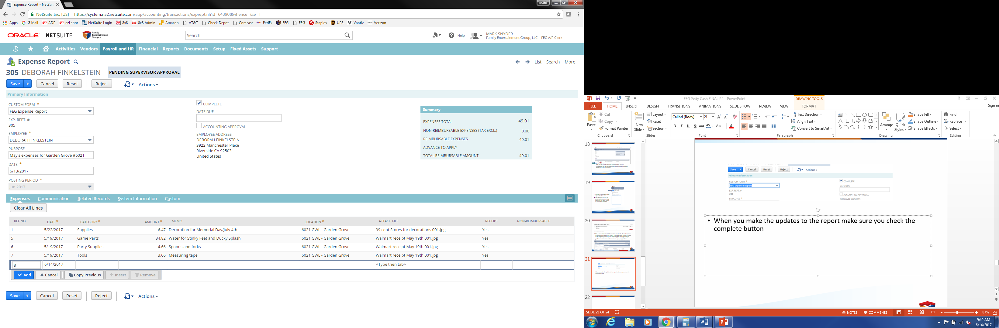 Expense Report - NetSuit
Mark
NetSuite Inc. [US] | https://system.na2.netsuite.com/app/accounting/transactions/exprept.nl?id=64390&whence=&e=T
Apps G Mail ADP ezLabor NetSuite Login 8x8 8x8 Admin Amazon AT&T Check Depot Comcast FedEx FEG FEG Staples UPS Vantiv Verizon
ORACLE | NETSUITE Family Entertainment Group
Search
Help
MARK SNYDER
Family Entertainment Group, LLC. - FEG A/P Clerk
Activities Vendors Payroll and HR Financial Reports Documents Setup Fixed Assets Support
Expense Report
List Search More
305 DEBORAH FINKELSTEIN PENDING SUPERVISOR APPROVAL
Save Cancel Reset Reject Actions
Primary Information
CUSTOM FORM *
FEG Expense Report
EXP. REPT. #
305
EMPLOYEE *
DEBORAH FINKELSTEIN
PURPOSE
May's expenses for Garden Grove #6021
DATE *
6/13/2017
POSTING PERIOD *
Jun 2017
COMPLETE
DATE DUE
ACCOUNTING APPROVAL
EMPLOYEE ADDRESS
DEBORAH FINKELSTEIN
3922 Manchester Place
Riverside CA 92503
United States
Summary
EXPENSES TOTAL 49.01
NON-REIMBURSABLE EXPENSES (TAX EXCL.) 0.00
REIMBURSABLE EXPENSES 49.01
ADVANCE TO APPLY
TOTAL REIMBURSABLE AMOUNT 49.01
Expenses Communication Related Records System Information Custom
Clear All Lines
REF NO. DATE * CATEGORY * AMOUNT * MEMO LOCATION * ATTACH FILE RECEIPT NON-REIMBURSABLE
1 5/22/2017 Supplies 6.47 Decoration for Memorial Day/July 4th 6021 GWL - Garden Grove 99 cent Stores for decorations 001.jpg Yes
5 5/19/2017 Game Parts 34.82 Water for Stinky Feet and Ducky Splash 6021 GWL - Garden Grove Walmart receipt May 19th 001.jpg Yes
6 5/19/2017 Party Supplies 4.66 Spoons and forks 6021 GWL - Garden Grove Walmart receipt May 19th 001.jpg Yes
7 5/19/2017 Tools 3.06 Measuring tape 6021 GWL - Garden Grove Walmart receipt May 19th 001.jpg Yes
8 6/14/2017 <Type then tab>
Add Cancel Copy Previous Insert Remove
Save Cancel Reset Reject Actions
FEG Petty Cash FINAL PP - PowerPoint
DRAWING TOOLS
FILE HOME INSERT DESIGN TRANSITIONS ANIMATIONS SLIDE SHOW REVIEW VIEW FORMAT
Sign in
Paste
Cut
Copy
Format Painter
Clipboard
New Slide
Layout
Reset
Section
Slides
Calibri (Body) 21
B I U S abc AV Aa A
Font
Text Direction
Align Text
Convert to SmartArt
Paragraph
Arrange
Quick Styles
Shape Fill
Shape Outline
Shape Effects
Drawing
Find
Replace
Select
Editing
18
19
20
21
22
Save Cancel Reset Reject Actions
Primary Information
CUSTOM FORM *
FEG Expense Report
EXP. REPT. #
305
EMPLOYEE *
COMPLETE
DATE DUE
ACCOUNTING APPROVAL
EMPLOYEE ADDRESS
• When you make the updates to the report make sure you check the
complete button
SLIDE 21 OF 24
NOTES COMMENTS
87%
9:40 AM
6/14/2017